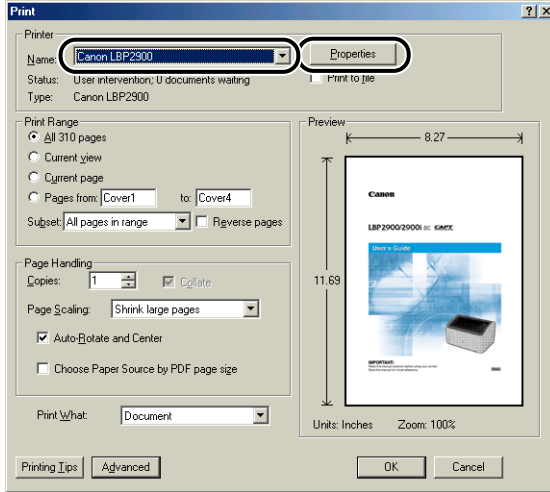 Print
Printer
Name: Canon LBP2900 Properties
Status: User intervention; 0 documents waiting Print to file
Type: Canon LBP2900
Print Range
All 310 pages
Current view
Current page
Pages from: Cover1 to: Cover4
Subset: All pages in range Reverse pages
Page Handling
Copies: 1 Collate
Page Scaling: Shrink large pages
Auto-Rotate and Center
Choose Paper Source by PDF page size
Print What: Document
Printing Tips Advanced
Preview
8.27
11.69
Canon
LBP2900/2900i CAPT
User's Guide
IMPORTANT:
Units: Inches Zoom: 100%
OK Cancel